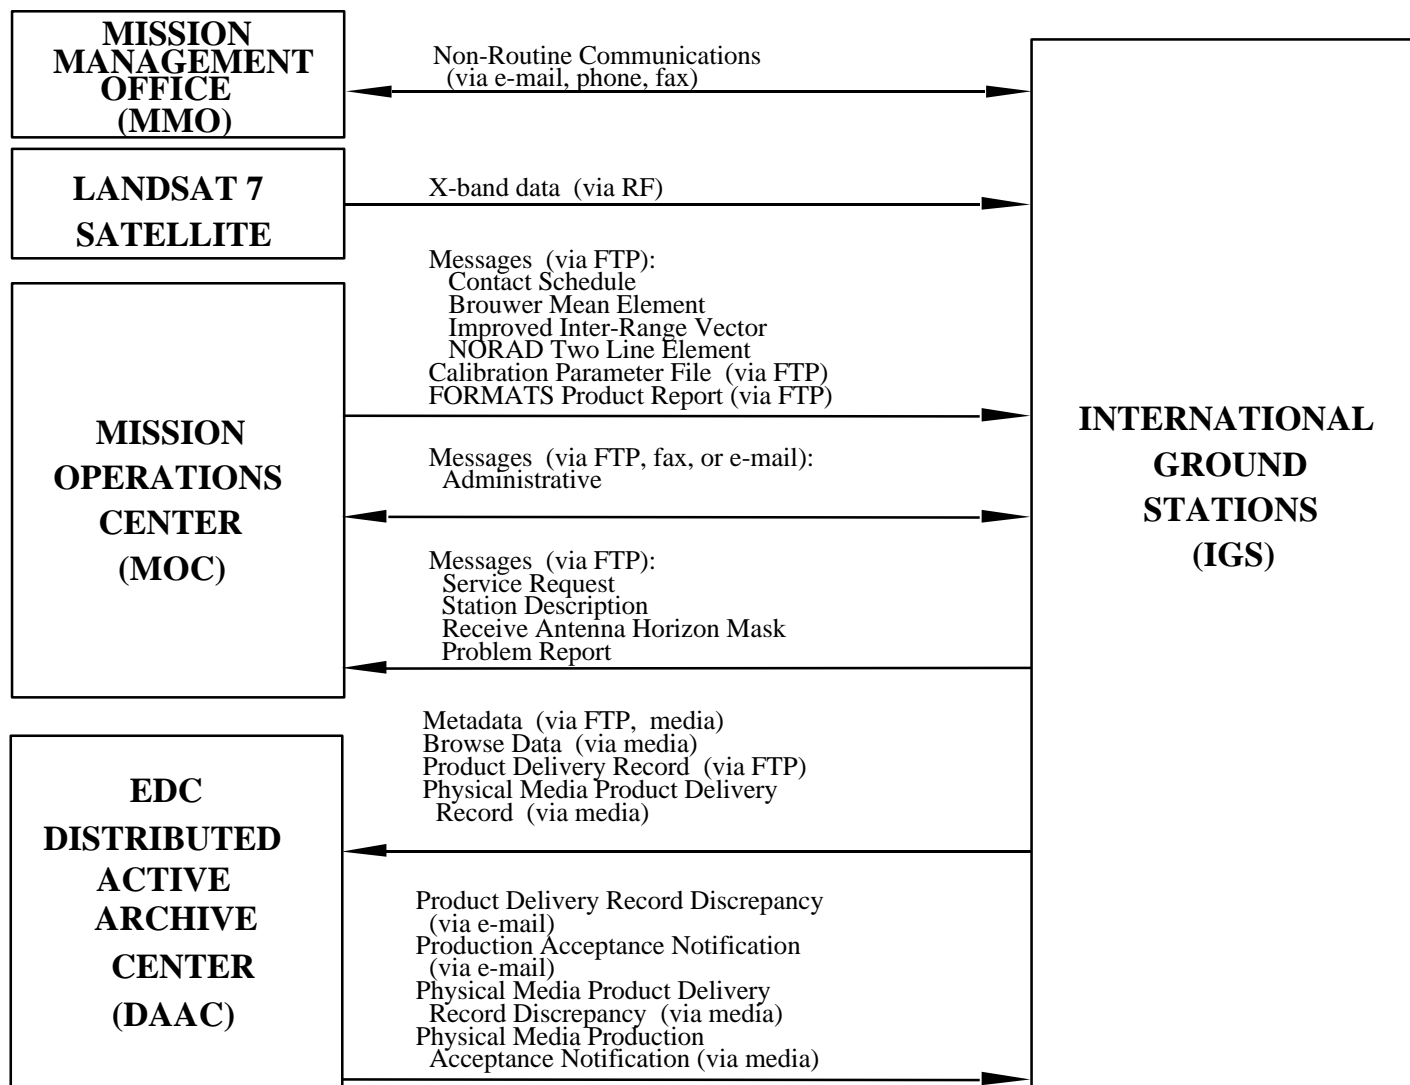 MISSION
MANAGEMENT
OFFICE
(MMO)
Non-Routine Communications
(via e-mail, phone, fax)
LANDSAT 7
SATELLITE
X-band data (via RF)
MISSION
OPERATIONS
CENTER
(MOC)
Messages (via FTP):
Contact Schedule
Brouwer Mean Element
Improved Inter-Range Vector
NORAD Two Line Element
Calibration Parameter File (via FTP)
FORMATS Product Report (via FTP)
Messages (via FTP, fax, or e-mail):
Administrative
Messages (via FTP):
Service Request
Station Description
Receive Antenna Horizon Mask
Problem Report
INTERNATIONAL
GROUND
STATIONS
(IGS)
EDC
DISTRIBUTED
ACTIVE
ARCHIVE
CENTER
(DAAC)
Metadata (via FTP, media)
Browse Data (via media)
Product Delivery Record (via FTP)
Physical Media Product Delivery
Record (via media)
Product Delivery Record Discrepancy
(via e-mail)
Production Acceptance Notification
(via e-mail)
Physical Media Product Delivery
Record Discrepancy (via media)
Physical Media Production
Acceptance Notification (via media)